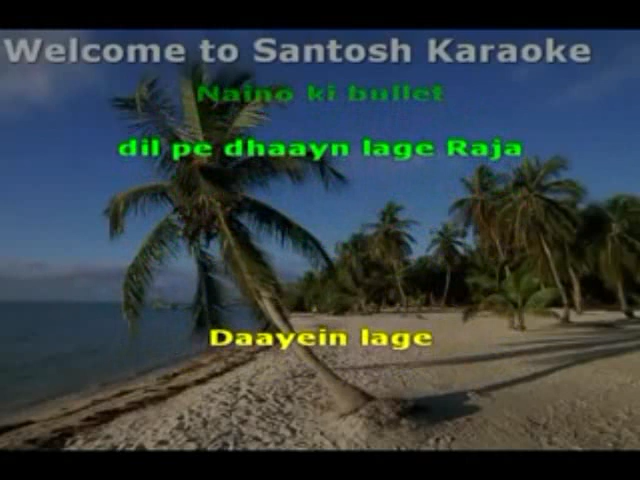 Welcome to Santosh Karaoke
Naino ki bullet
dil pe dhaayn lage Raja
Daayein lage